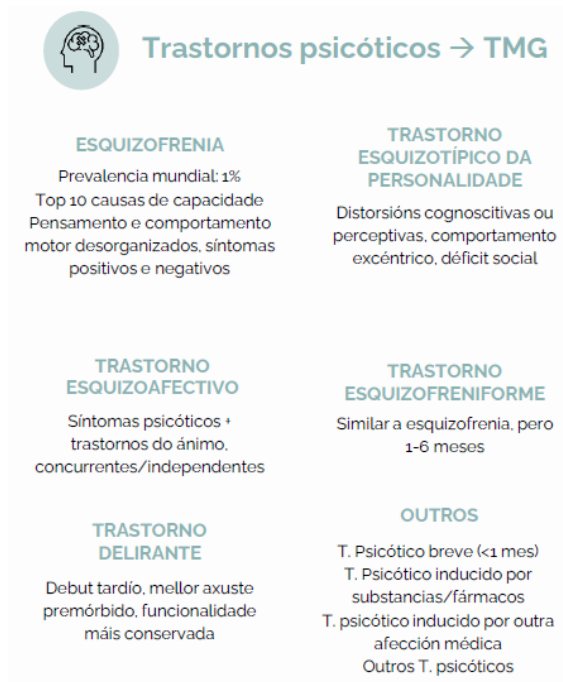 Trastornos psicóticos → TMG
ESQUIZOFRENIA
Prevalencia mundial: 1%
Top 10 causas de capacidade
Pensamento e comportamento
motor desorganizados, síntomas
positivos e negativos
TRASTORNO
ESQUIZOTÍPICO DA
PERSONALIDADE
Distorsións cognoscitivas ou
perceptivas, comportamento
excéntrico, déficit social
TRASTORNO
ESQUIZOAFECTIVO
Síntomas psicóticos +
trastornos do ánimo,
concurrentes/independentes
TRASTORNO
ESQUIZOFRENIFORME
Similar a esquizofrenia, pero
1-6 meses
TRASTORNO
DELIRANTE
Debut tardío, mellor axuste
premórbido, funcionalidade
máis conservada
OUTROS
T. Psicótico breve (<1 mes)
T. Psicótico inducido por
substancias/fármacos
T. psicótico inducido por outra
afección médica
Outros T. psicóticos